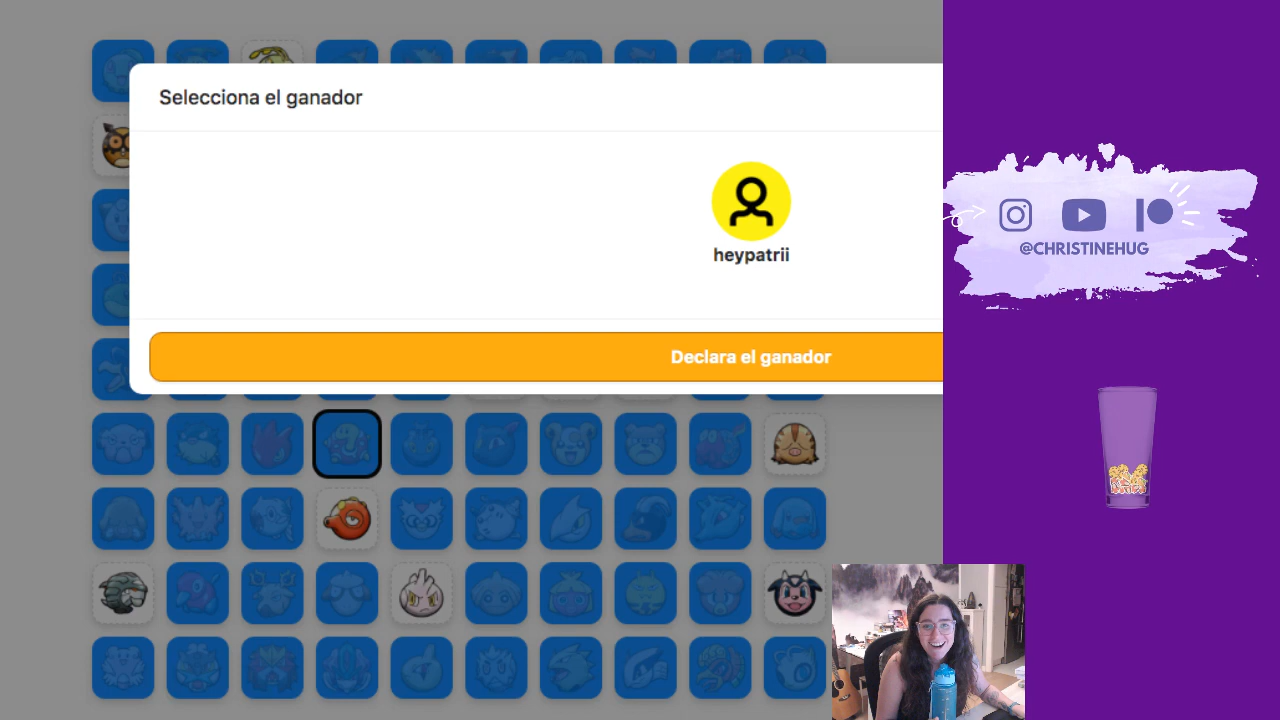 Selecciona el ganador
heypatrii
Declara el ganador
@CHRISTINEHUG